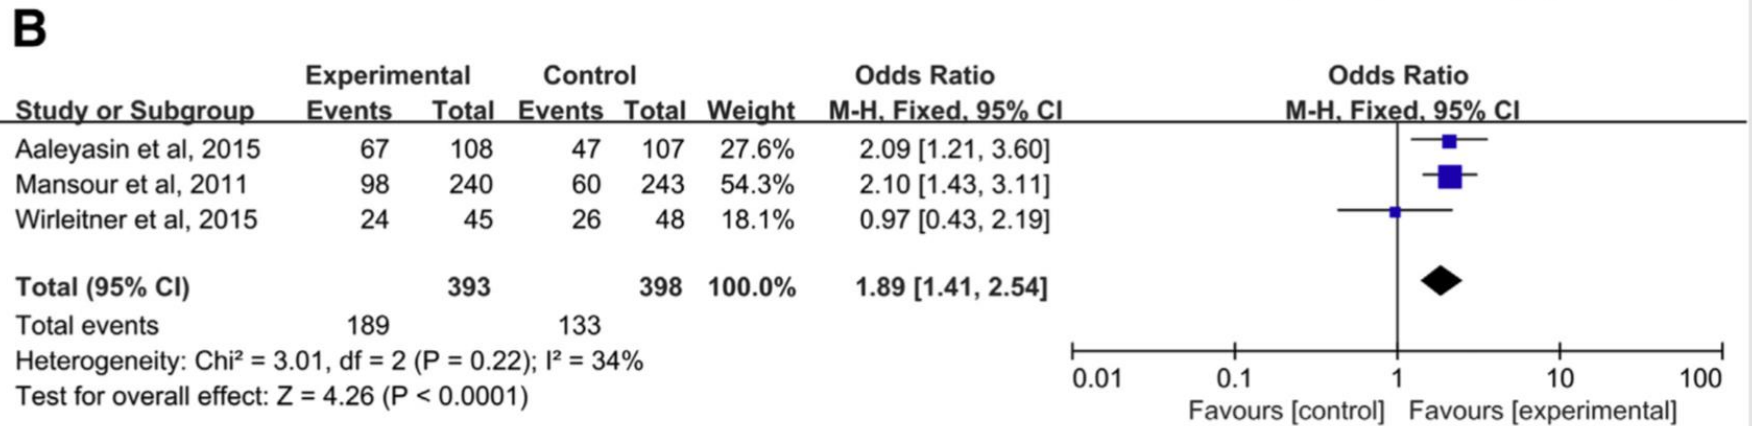 B
Experimental Control Odds Ratio Odds Ratio
Study or Subgroup Events Total Events Total Weight M-H, Fixed, 95% CI M-H, Fixed, 95% CI
Aaleyasin et al, 2015 67 108 47 107 27.6% 2.09 [1.21, 3.60]
Mansour et al, 2011 98 240 60 243 54.3% 2.10 [1.43, 3.11]
Wirleitner et al, 2015 24 45 26 48 18.1% 0.97 [0.43, 2.19]
Total (95% CI) 393 398 100.0% 1.89 [1.41, 2.54]
Total events 189 133
Heterogeneity: Chi² = 3.01, df = 2 (P = 0.22); I² = 34%
Test for overall effect: Z = 4.26 (P < 0.0001)
0.01 0.1 1 10 100
Favours [control] Favours [experimental]